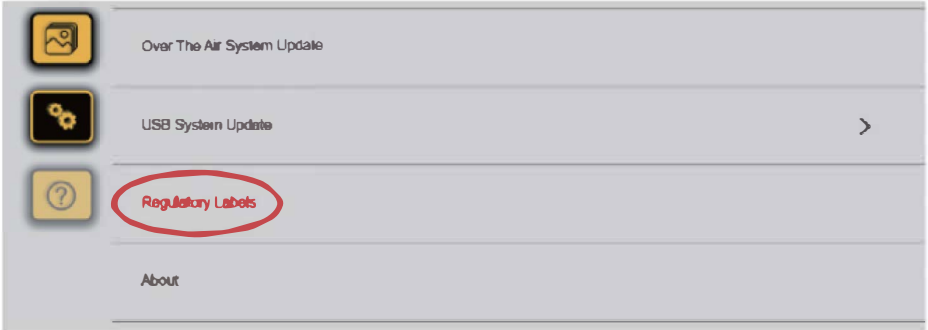 Over The Air System Update
USB System Update
Regulatory Labels
About